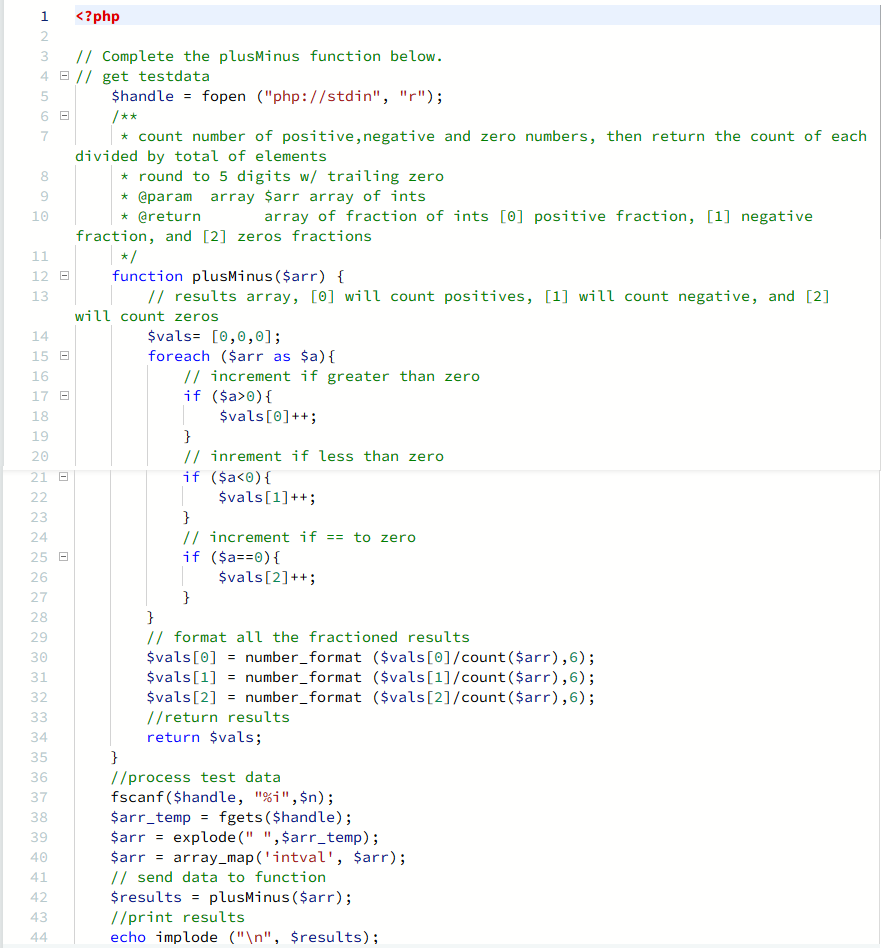 1 <?php
2
3 // Complete the plusMinus function below.
4 // get testdata
5 $handle = fopen ("php://stdin", "r");
6 /**
7 * count number of positive,negative and zero numbers, then return the count of each
divided by total of elements
8 * round to 5 digits w/ trailing zero
9 * @param  array $arr array of ints
10 * @return       array of fraction of ints [0] positive fraction, [1] negative
fraction, and [2] zeros fractions
11 */
12 function plusMinus($arr) {
13 // results array, [0] will count positives, [1] will count negative, and [2]
will count zeros
14 $vals= [0,0,0];
15 foreach ($arr as $a){
16 // increment if greater than zero
17 if ($a>0){
18 $vals[0]++;
19 }
20 // inrement if less than zero
21 if ($a<0){
22 $vals[1]++;
23 }
24 // increment if == to zero
25 if ($a==0){
26 $vals[2]++;
27 }
28 }
29 // format all the fractioned results
30 $vals[0] = number_format ($vals[0]/count($arr),6);
31 $vals[1] = number_format ($vals[1]/count($arr),6);
32 $vals[2] = number_format ($vals[2]/count($arr),6);
33 //return results
34 return $vals;
35 }
36 //process test data
37 fscanf($handle, "%i",$n);
38 $arr_temp = fgets($handle);
39 $arr = explode(" ",$arr_temp);
40 $arr = array_map('intval', $arr);
41 // send data to function
42 $results = plusMinus($arr);
43 //print results
44 echo implode ("\n", $results);